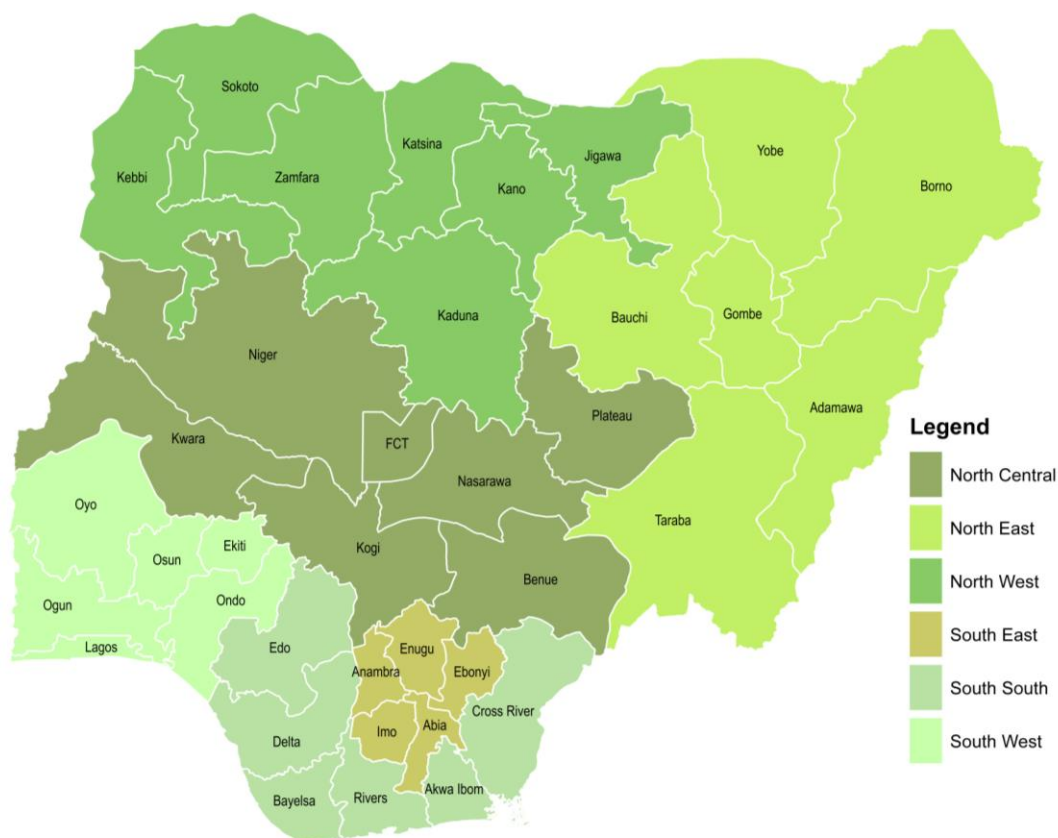 Sokoto
Katsina
Jigawa
Yobe
Kebbi
Zamfara
Kano
Borno
Kaduna
Bauchi
Gombe
Niger
Adamawa
Plateau
Kwara
FCT
Nasarawa
Oyo
Taraba
Osun
Ekiti
Kogi
Benue
Ogun
Ondo
Lagos
Edo
Enugu
Anambra
Ebonyi
Cross River
Imo
Abia
Delta
Bayelsa
Rivers
Akwa Ibom
Legend
North Central
North East
North West
South East
South South
South West